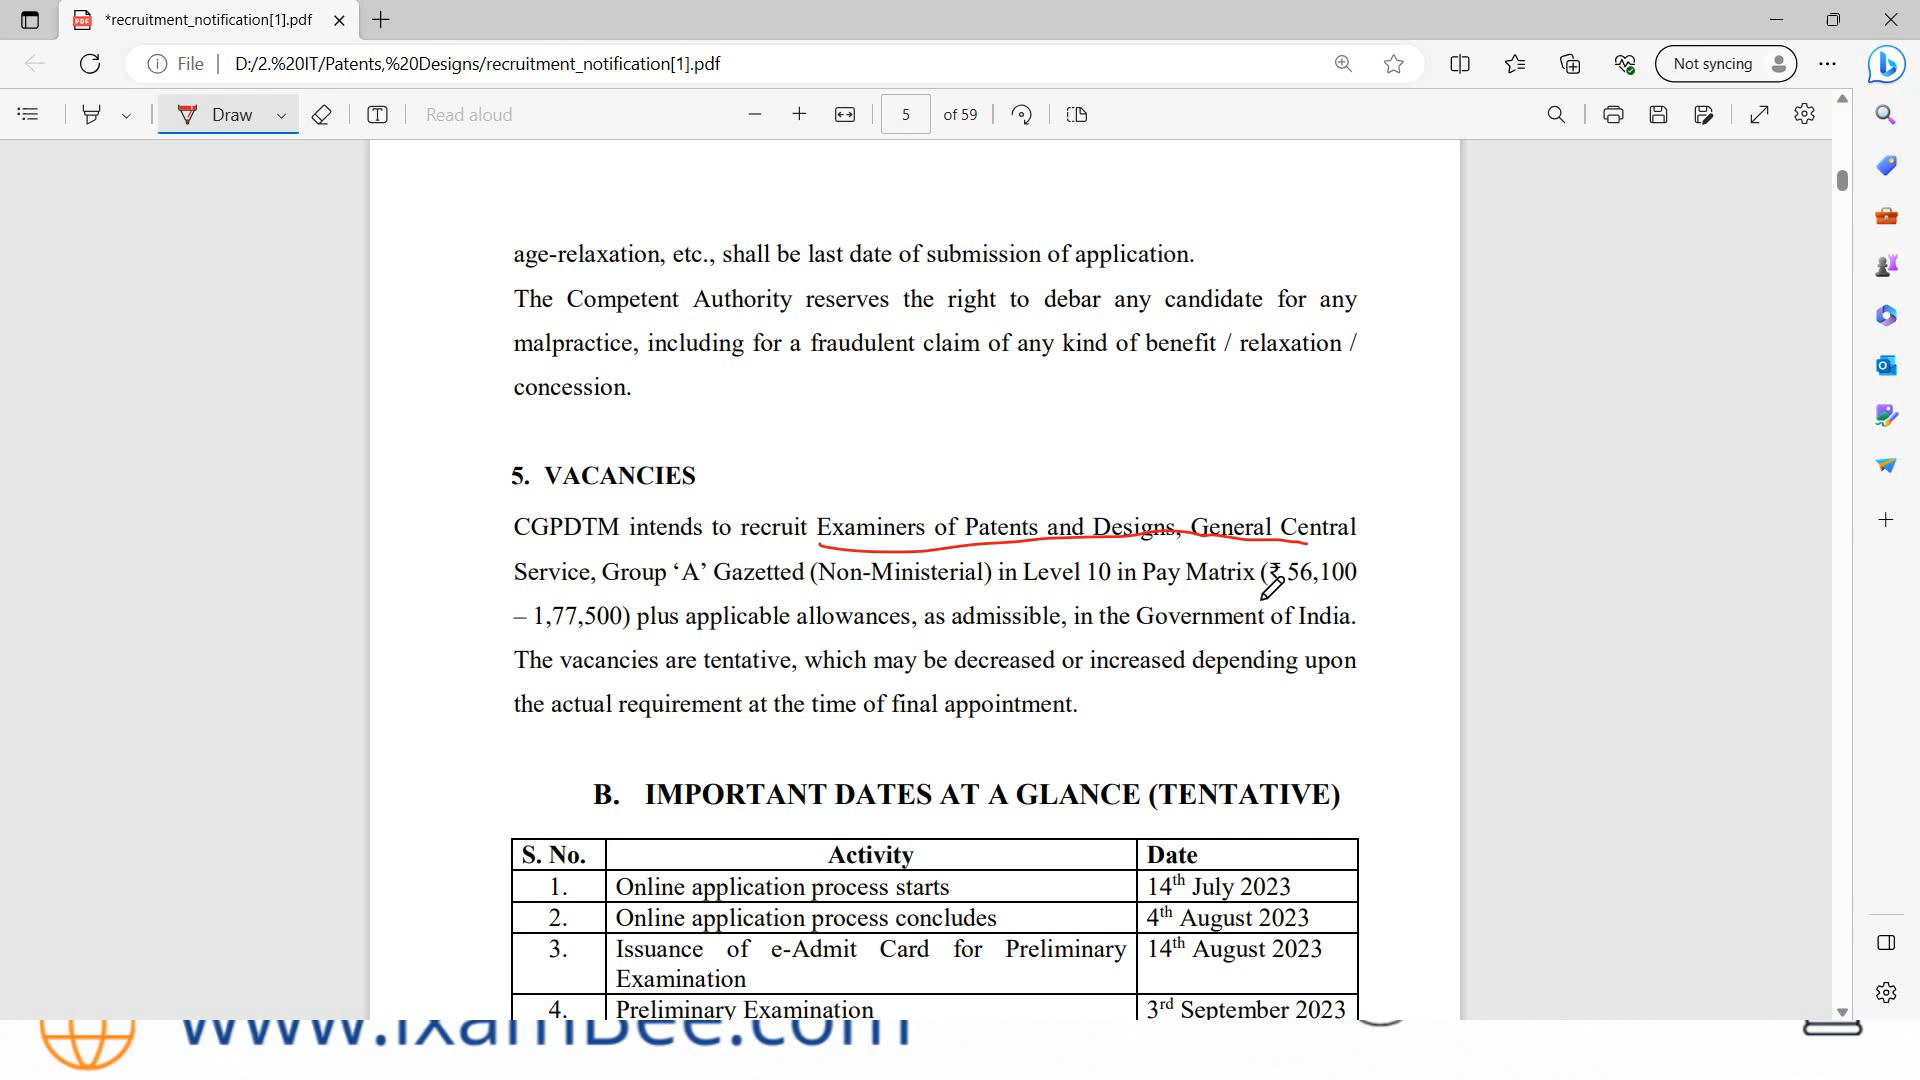 *recruitment_notification[1].pdf
File
D:/2.%20IT/Patents,%20Designs/recruitment_notification[1].pdf
Not syncing
Draw
Read aloud
5
of 59
age-relaxation, etc., shall be last date of submission of application.
The Competent Authority reserves the right to debar any candidate for any
malpractice, including for a fraudulent claim of any kind of benefit / relaxation /
concession.
5. VACANCIES
CGPDTM intends to recruit Examiners of Patents and Designs, General Central
Service, Group ‘A’ Gazetted (Non-Ministerial) in Level 10 in Pay Matrix (₹ 56,100
– 1,77,500) plus applicable allowances, as admissible, in the Government of India.
The vacancies are tentative, which may be decreased or increased depending upon
the actual requirement at the time of final appointment.
B. IMPORTANT DATES AT A GLANCE (TENTATIVE)
S. No. Activity Date
1. Online application process starts 14th July 2023
2. Online application process concludes 4th August 2023
3. Issuance of e-Admit Card for Preliminary 14th August 2023
Examination
4. Preliminary Examination 3rd September 2023
www.ixamBee.com